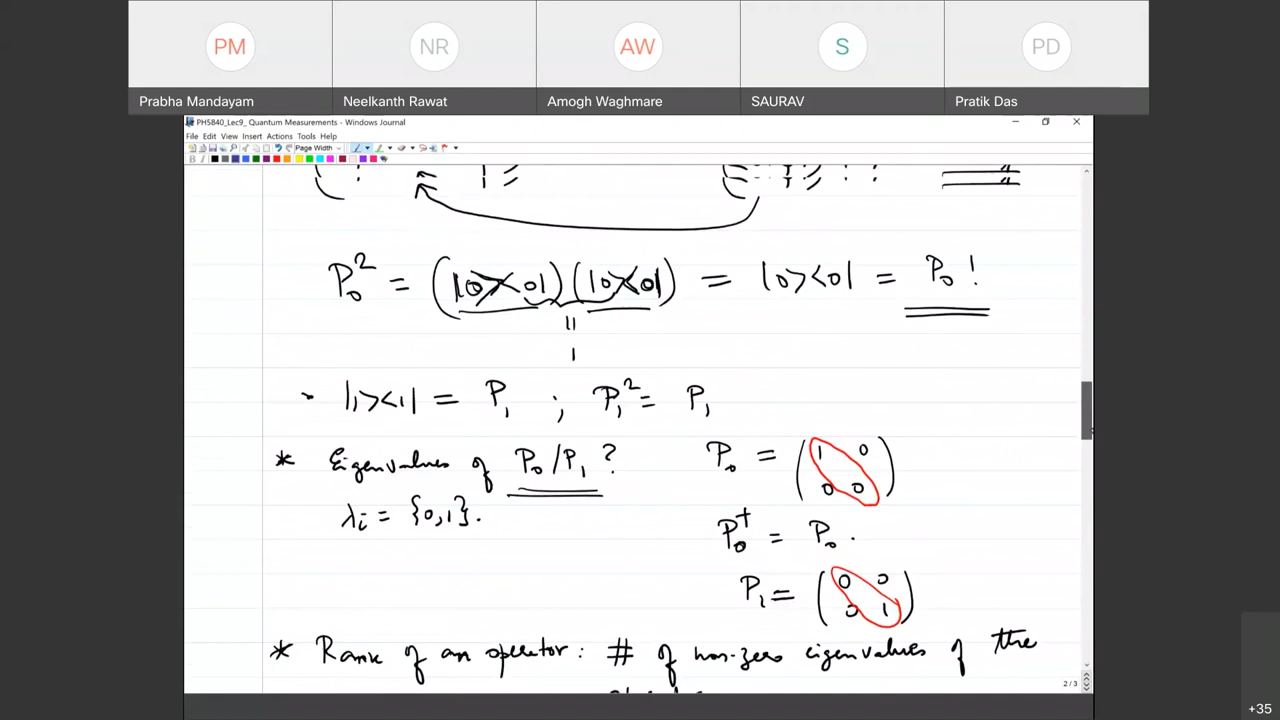 PM NR AW S PD
Prabha Mandayam Neelkanth Rawat Amogh Waghmare SAURAV Pratik Das
PH5840_Lec9_ Quantum Measurements - Windows Journal
File Edit View Insert Actions Tools Help
Page Width
B I
P₀² = (|0><0|)(|0><0|) = |0><0| = P₀ !
||
1
- |1><1| = P₁ ; P₁² = P₁
* Eigenvalues of P₀/P₁ ? P₀ = (1 0
0 0)
λi = {0,1}. P₀† = P₀.
P₁ = (0 0
0 1)
* Rank of an operator : # of non-zero eigenvalues of the
2 / 3
+35